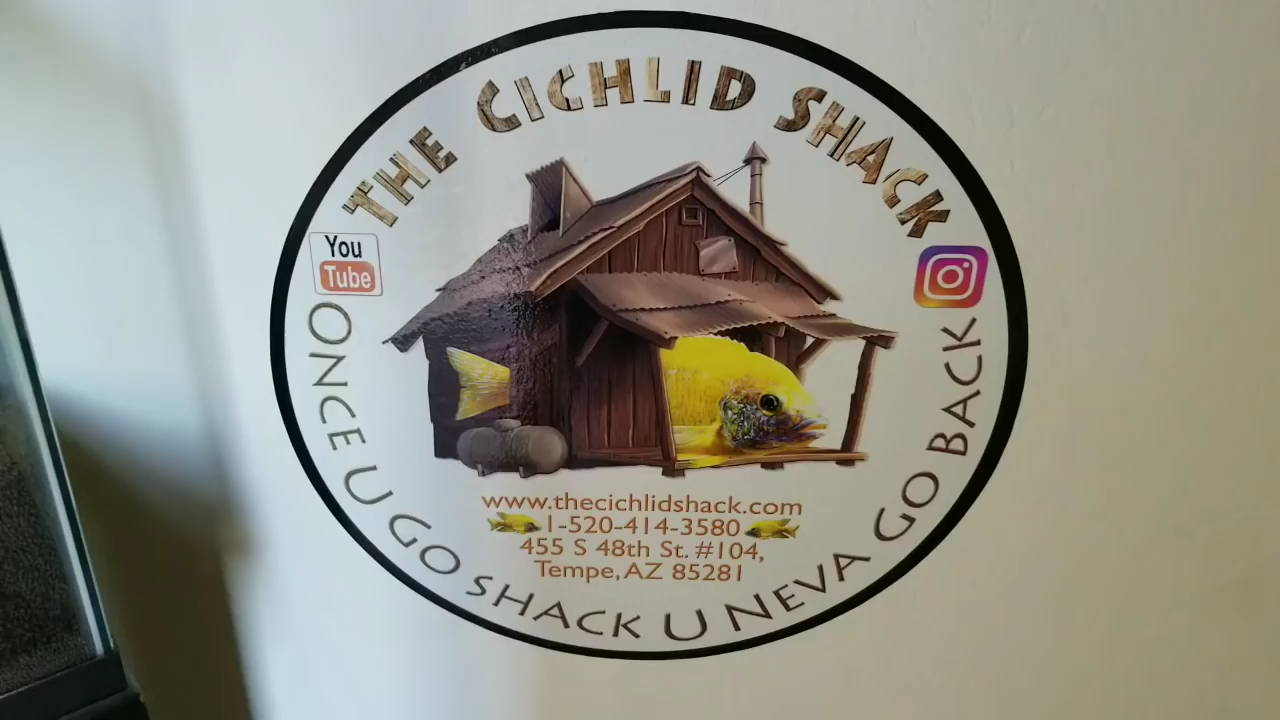 THE CICHLID SHACK
You
Tube
www.thecichlidshack.com
1-520-414-3580
455 S 48th St. #104,
Tempe, AZ 85281
ONCE U GO SHACK U NEVA GO BACK